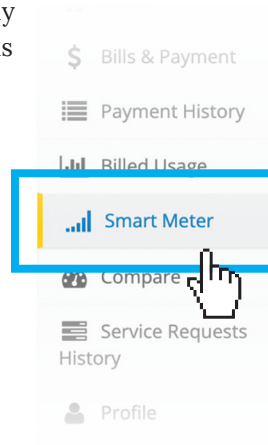 y
s
Bills & Payment
Payment History
Billed Usage
Smart Meter
Compare
Service Requests
History
Profile